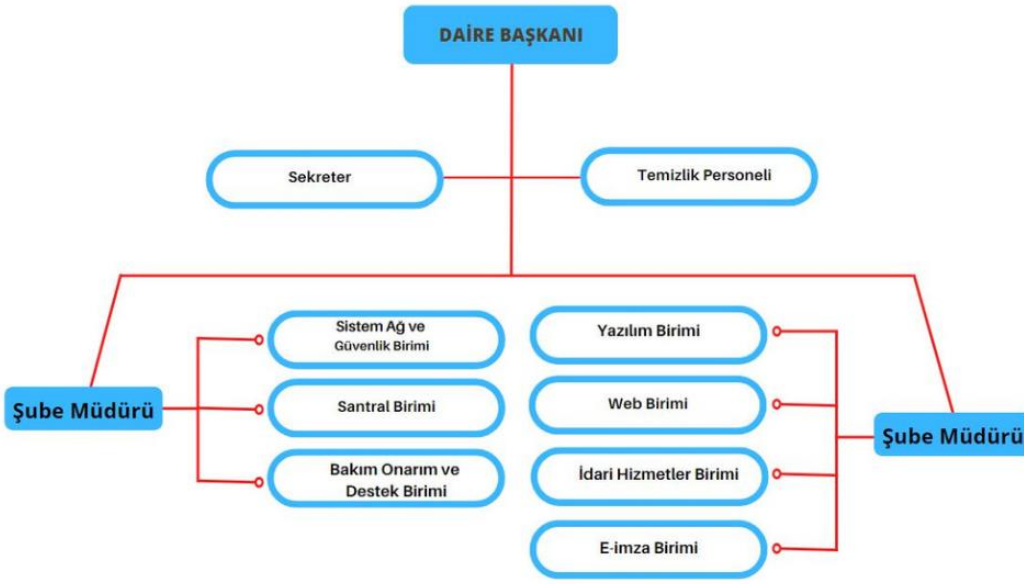 DAİRE BAŞKANI
Sekreter
Temizlik Personeli
Şube Müdürü
Sistem Ağ ve
Güvenlik Birimi
Santral Birimi
Bakım Onarım ve
Destek Birimi
Yazılım Birimi
Web Birimi
İdari Hizmetler Birimi
E-imza Birimi
Şube Müdürü